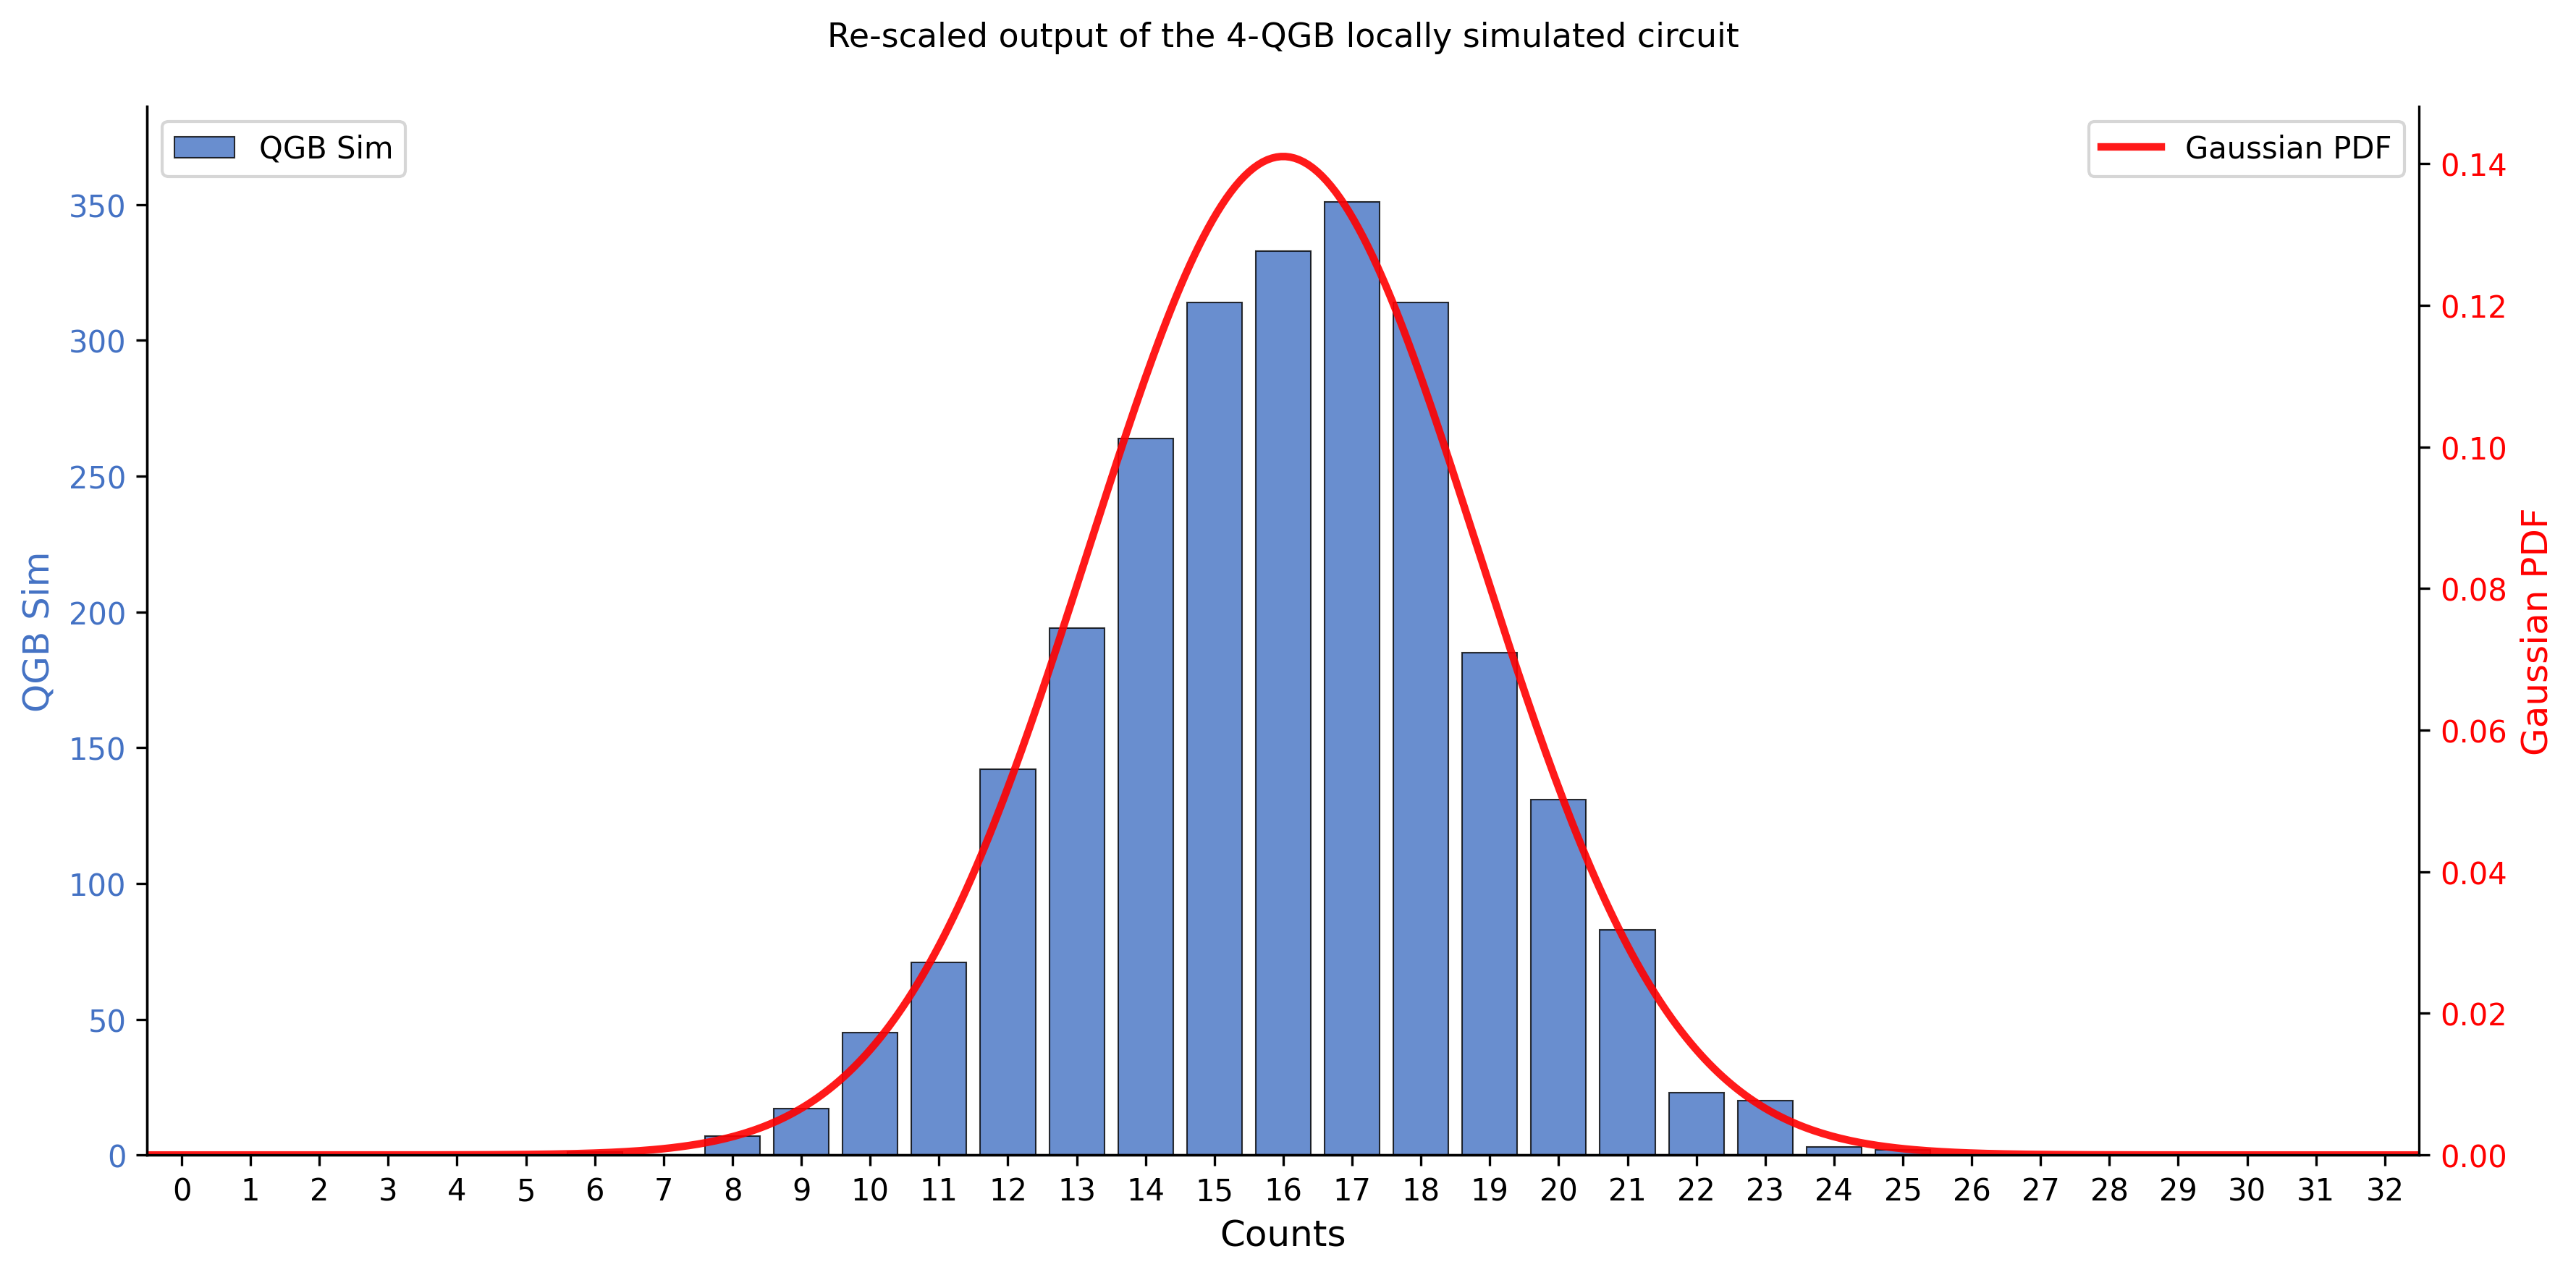 Re-scaled output of the 4-QGB locally simulated circuit
QGB Sim
Gaussian PDF
350
300
250
200
150
100
50
0
QGB Sim
0.14
0.12
0.10
0.08
0.06
0.04
0.02
0.00
Gaussian PDF
0 1 2 3 4 5 6 7 8 9 10 11 12 13 14 15 16 17 18 19 20 21 22 23 24 25 26 27 28 29 30 31 32
Counts